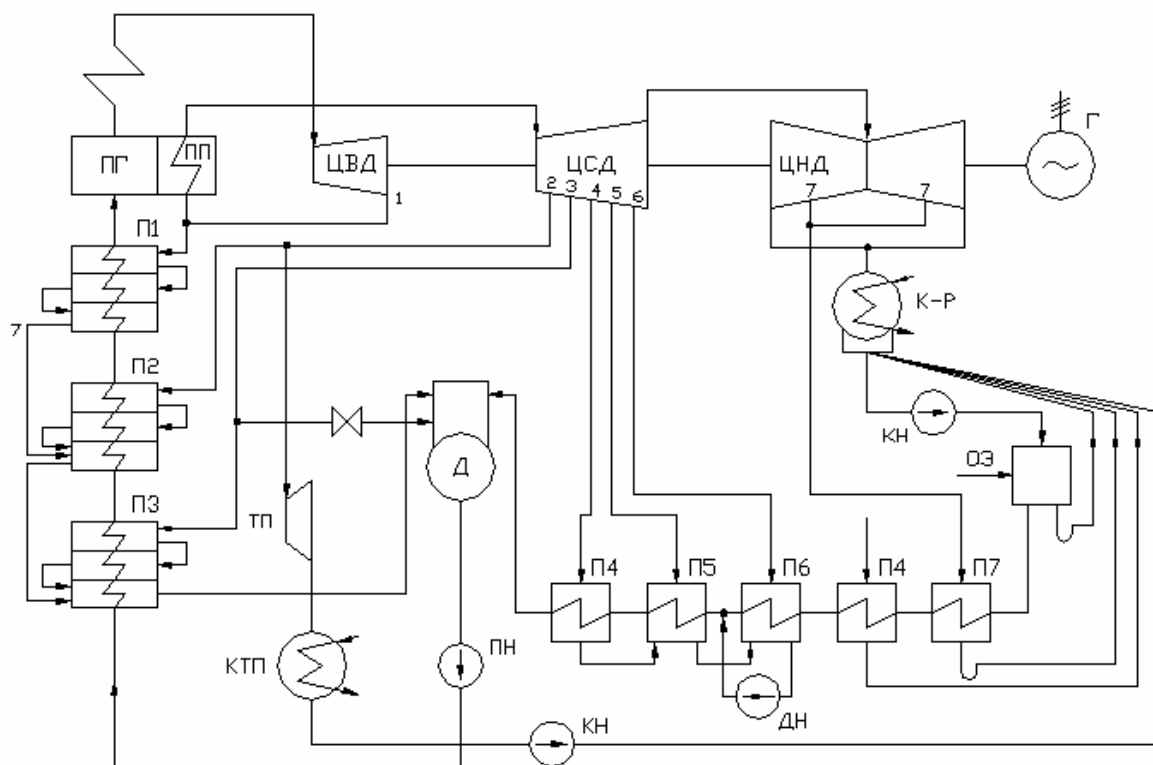 Г
ПГ
ПП
ЦВД
ЦСД
ЦНД
1
2
3
4
5
6
7
7
П1
К-Р
7
П2
КН
ОЭ
Д
П3
ТП
П4
П5
П6
П4
П7
КТП
ПН
ДН
КН